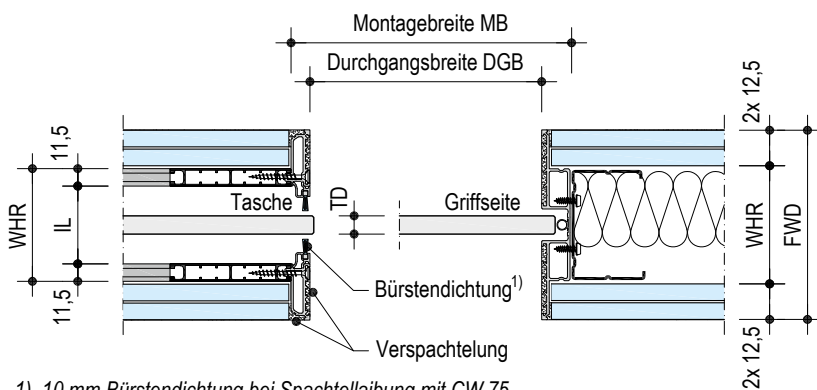 Montagebreite MB
Durchgangsbreite DGB
2x 12,5
11,5
WHR
IL
Tasche
TD
Griffseite
WHR
FWD
11,5
Bürstendichtung1)
Verspachtelung
2x 12,5
1) 10 mm Bürstendichtung bei Spachtellaibung mit CW 75